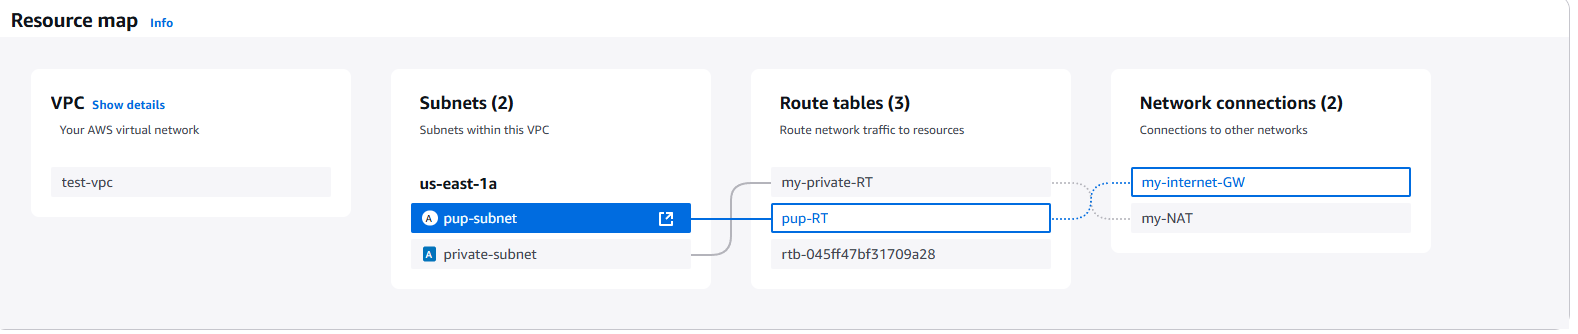 Resource map Info
VPC Show details
Your AWS virtual network
test-vpc
Subnets (2)
Subnets within this VPC
us-east-1a
A pup-subnet
A private-subnet
Route tables (3)
Route network traffic to resources
my-private-RT
pup-RT
rtb-045ff47bf31709a28
Network connections (2)
Connections to other networks
my-internet-GW
my-NAT